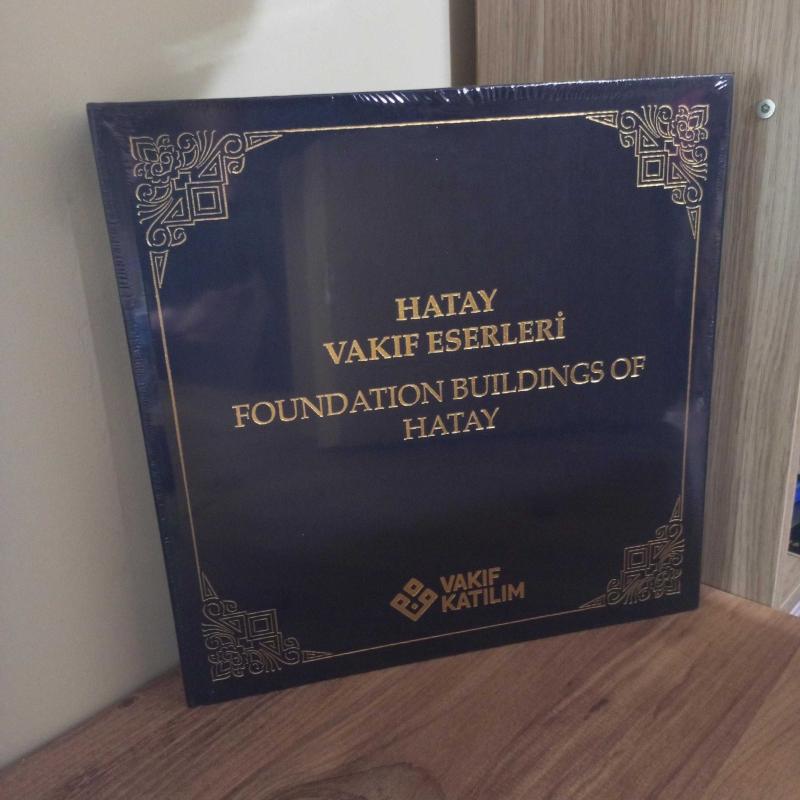 HATAY
VAKIF ESERLERİ
FOUNDATION BUILDINGS OF
HATAY
VAKIF
KATILIM